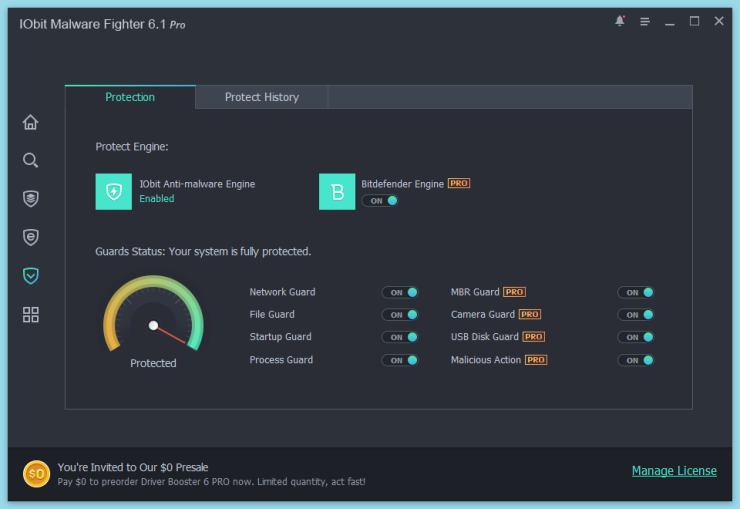 IObit Malware Fighter 6.1 Pro
Protection
Protect History
Protect Engine:
IObit Anti-malware Engine
Enabled
Bitdefender Engine PRO
ON
Guards Status: Your system is fully protected.
Network Guard ON
MBR Guard PRO ON
File Guard ON
Camera Guard PRO ON
Startup Guard ON
USB Disk Guard PRO ON
Process Guard ON
Malicious Action PRO ON
Protected
$0
You're Invited to Our $0 Presale
Pay $0 to preorder Driver Booster 6 PRO now. Limited quantity, act fast!
Manage License